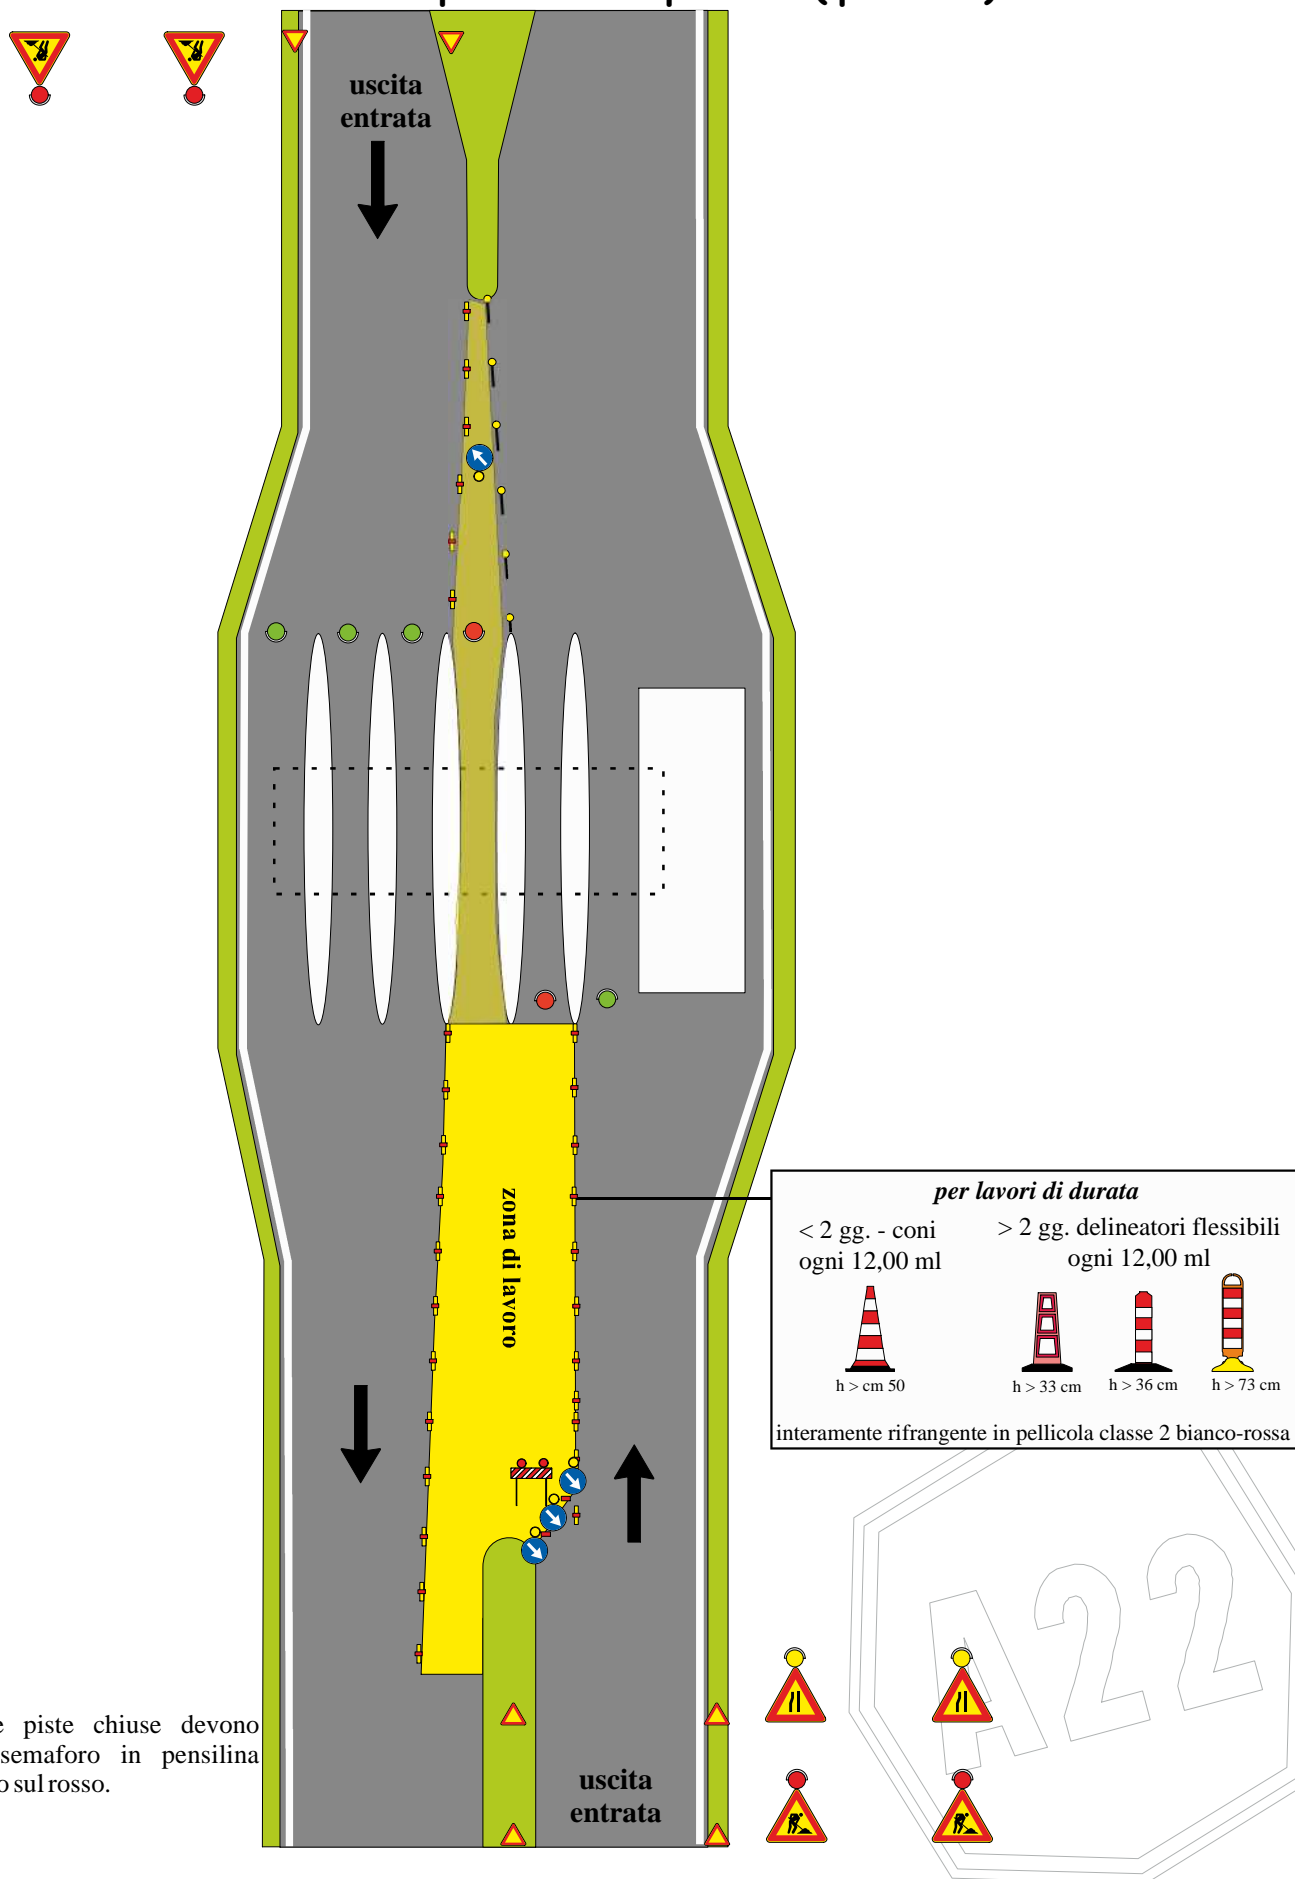 uscita
entrata
zona di lavoro
per lavori di durata
< 2 gg. - coni
ogni 12,00 ml
> 2 gg. delineatori flessibili
ogni 12,00 ml
h > cm 50
h > 33 cm
h > 36 cm
h > 73 cm
interamente rifrangente in pellicola classe 2 bianco-rossa
A22
piste chiuse devono
semaforo in pensilina
sul rosso.
uscita
entrata